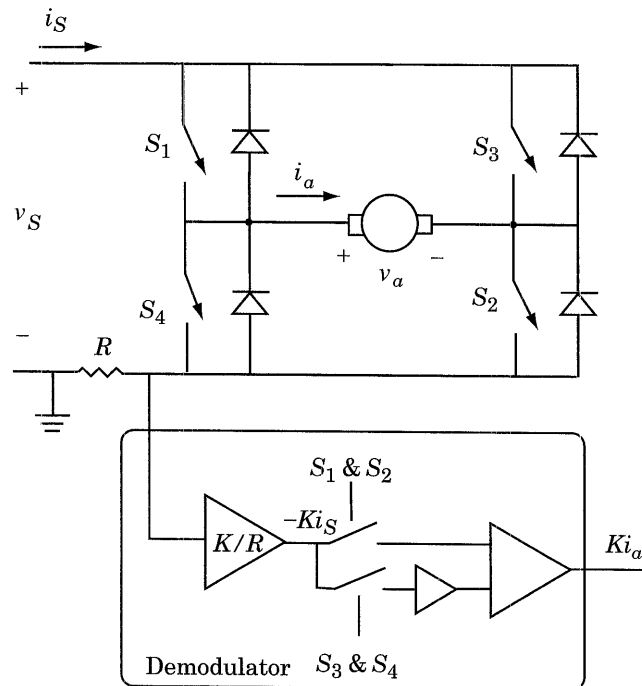 i_S
+
S_1
S_3
i_a
v_S
+
v_a
−
S_4
S_2
−
R
S_1 & S_2
–Ki_S
K/R
Ki_a
Demodulator
S_3 & S_4